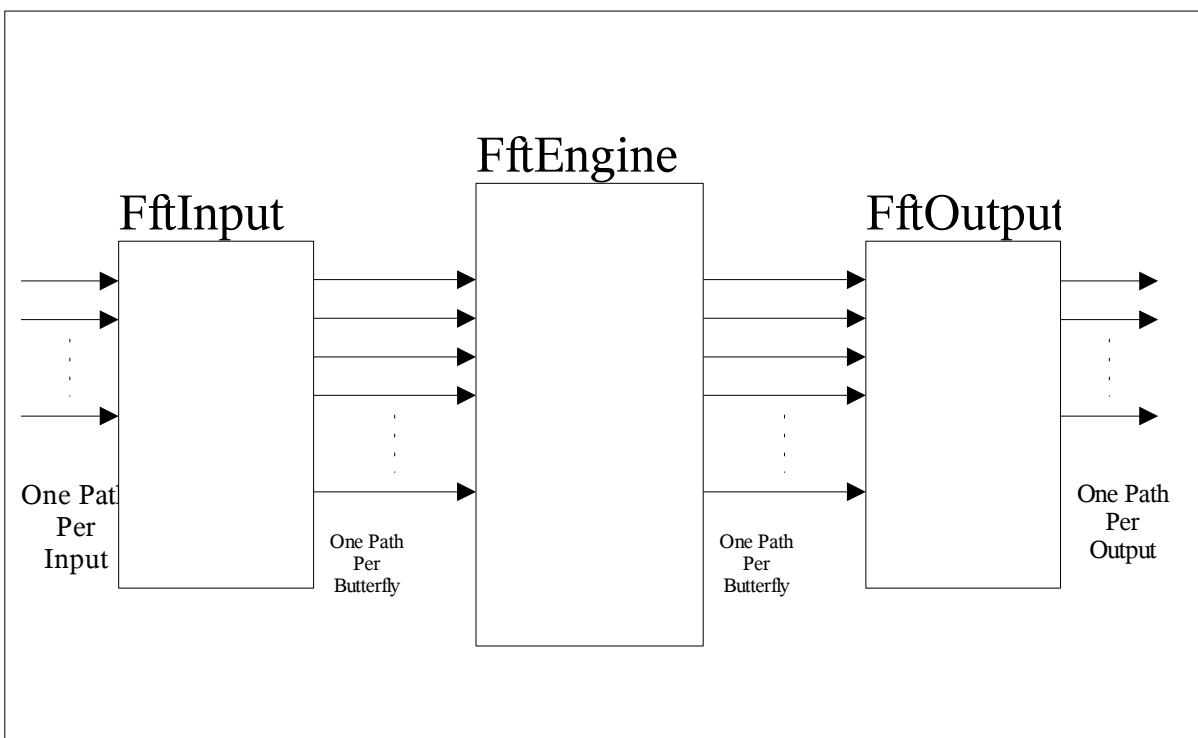 FftEngine
FftInput
FftOutput
One Path
Per
Input
One Path
Per
Butterfly
One Path
Per
Butterfly
One Path
Per
Output